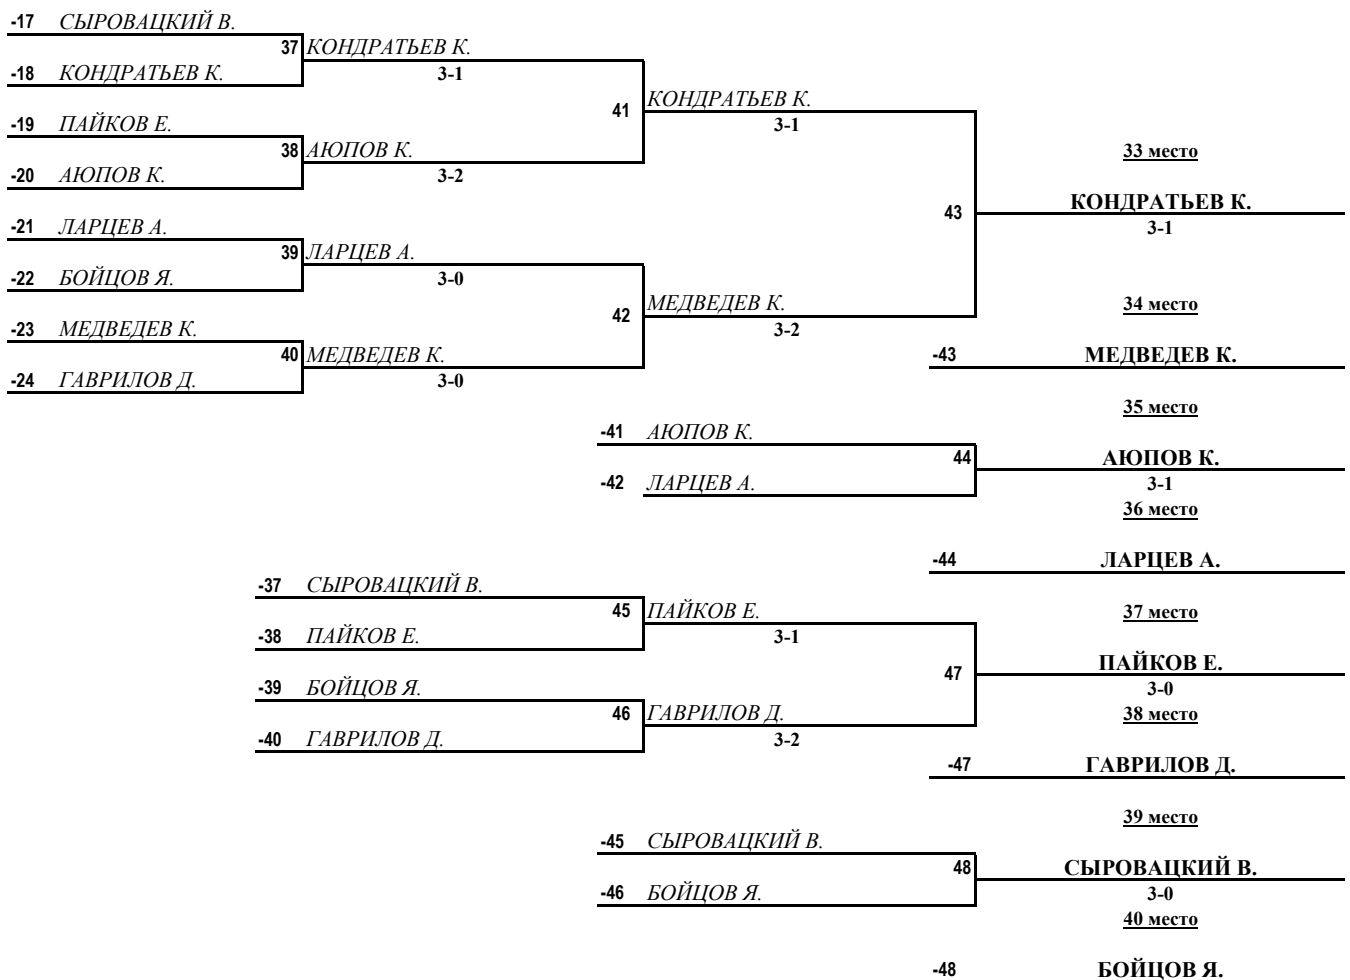 -17 СЫРОВАЦКИЙ В.
37 КОНДРАТЬЕВ К.
-18 КОНДРАТЬЕВ К.
3-1
41 КОНДРАТЬЕВ К.
-19 ПАЙКОВ Е.
3-1
38 АЮПОВ К.
33 место
-20 АЮПОВ К.
3-2
43 КОНДРАТЬЕВ К.
-21 ЛАРЦЕВ А.
3-1
39 ЛАРЦЕВ А.
-22 БОЙЦОВ Я.
3-0
42 МЕДВЕДЕВ К.
34 место
-23 МЕДВЕДЕВ К.
3-2
40 МЕДВЕДЕВ К.
-43 МЕДВЕДЕВ К.
-24 ГАВРИЛОВ Д.
3-0
35 место
-41 АЮПОВ К.
44 АЮПОВ К.
-42 ЛАРЦЕВ А.
3-1
36 место
-44 ЛАРЦЕВ А.
-37 СЫРОВАЦКИЙ В.
45 ПАЙКОВ Е.
37 место
-38 ПАЙКОВ Е.
3-1
47 ПАЙКОВ Е.
-39 БОЙЦОВ Я.
3-0
46 ГАВРИЛОВ Д.
38 место
-40 ГАВРИЛОВ Д.
3-2
-47 ГАВРИЛОВ Д.
39 место
-45 СЫРОВАЦКИЙ В.
48 СЫРОВАЦКИЙ В.
-46 БОЙЦОВ Я.
3-0
40 место
-48 БОЙЦОВ Я.